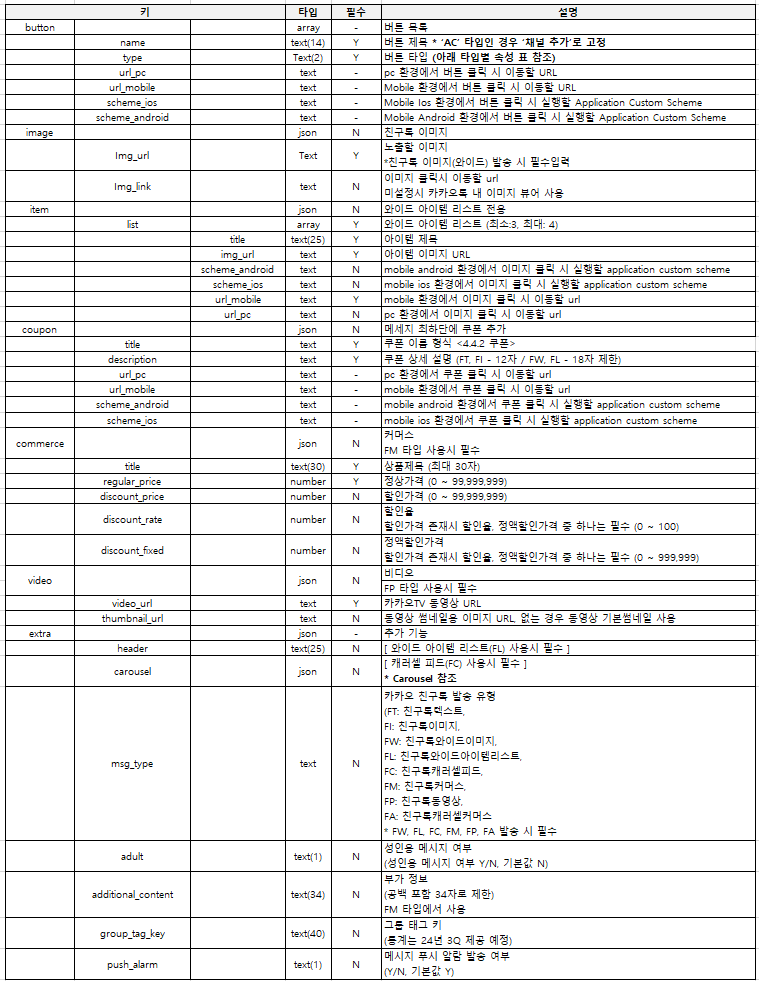 키 타입 필수 설명
button array - 버튼 목록
name text(14) Y 버튼 제목 * ‘AC’ 타입인 경우 ‘채널 추가’로 고정
type Text(2) Y 버튼 타입 (아래 타입별 속성 표 참조)
url_pc text - pc 환경에서 버튼 클릭 시 이동할 URL
url_mobile text - Mobile 환경에서 버튼 클릭 시 이동할 URL
scheme_ios text - Mobile Ios 환경에서 버튼 클릭 시 실행할 Application Custom Scheme
scheme_android text - Mobile Android 환경에서 버튼 클릭 시 실행할 Application Custom Scheme
image json N 친구톡 이미지
Img_url Text Y 노출할 이미지
*친구톡 이미지(와이드) 발송 시 필수입력
Img_link text N 이미지 클릭시 이동할 url
미설정시 카카오톡 내 이미지 뷰어 사용
item json N 와이드 아이템 리스트 전용
list array Y 와이드 아이템 리스트 (최소:3, 최대: 4)
title text(25) Y 아이템 제목
img_url text Y 아이템 이미지 URL
scheme_android text N mobile android 환경에서 이미지 클릭 시 실행할 application custom scheme
scheme_ios text N mobile ios 환경에서 이미지 클릭 시 실행할 application custom scheme
url_mobile text Y mobile 환경에서 이미지 클릭 시 이동할 url
url_pc text N pc 환경에서 이미지 클릭 시 이동할 url
coupon json N 메세지 최하단에 쿠폰 추가
title text Y 쿠폰 이름 형식 <4.4.2 쿠폰>
description text Y 쿠폰 상세 설명 (FT, FI - 12자 / FW, FL - 18자 제한)
url_pc text - pc 환경에서 쿠폰 클릭 시 이동할 url
url_mobile text - mobile 환경에서 쿠폰 클릭 시 이동할 url
scheme_android text - mobile android 환경에서 쿠폰 클릭 시 실행할 application custom scheme
scheme_ios text - mobile ios 환경에서 쿠폰 클릭 시 실행할 application custom scheme
commerce json N 커머스
FM 타입 사용시 필수
title text(30) Y 상품제목 (최대 30자)
regular_price number Y 정상가격 (0 ~ 99,999,999)
discount_price number N 할인가격 (0 ~ 99,999,999)
discount_rate number N 할인율
할인가격 존재시 할인율, 정액할인가격 중 하나는 필수 (0 ~ 100)
discount_fixed number N 정액할인가격
할인가격 존재시 할인율, 정액할인가격 중 하나는 필수 (0 ~ 999,999)
video json N 비디오
FP 타입 사용시 필수
video_url text Y 카카오TV 동영상 URL
thumbnail_url text N 동영상 썸네일용 이미지 URL, 없는 경우 동영상 기본썸네일 사용
extra json - 추가 기능
header text(25) N [ 와이드 아이템 리스트(FL) 사용시 필수 ]
carousel json N [ 캐러셀 피드(FC) 사용시 필수 ]
* Carousel 참조
msg_type text N 카카오 친구톡 발송 유형
(FT: 친구톡텍스트,
FI: 친구톡이미지,
FW: 친구톡와이드이미지,
FL: 친구톡와이드아이템리스트,
FC: 친구톡캐러셀피드,
FM: 친구톡커머스,
FP: 친구톡동영상,
FA: 친구톡캐러셀커머스
* FW, FL, FC, FM, FP, FA 발송 시 필수
adult text(1) N 성인용 메시지 여부
(성인용 메시지 여부 Y/N, 기본값 N)
additional_content text(34) N 부가 정보
(공백 포함 34자로 제한)
FM 타입에서 사용
group_tag_key text(40) N 그룹 태그 키
(통계는 24년 3Q 제공 예정)
push_alarm text(1) N 메시지 푸시 알람 발송 여부
(Y/N, 기본값 Y)